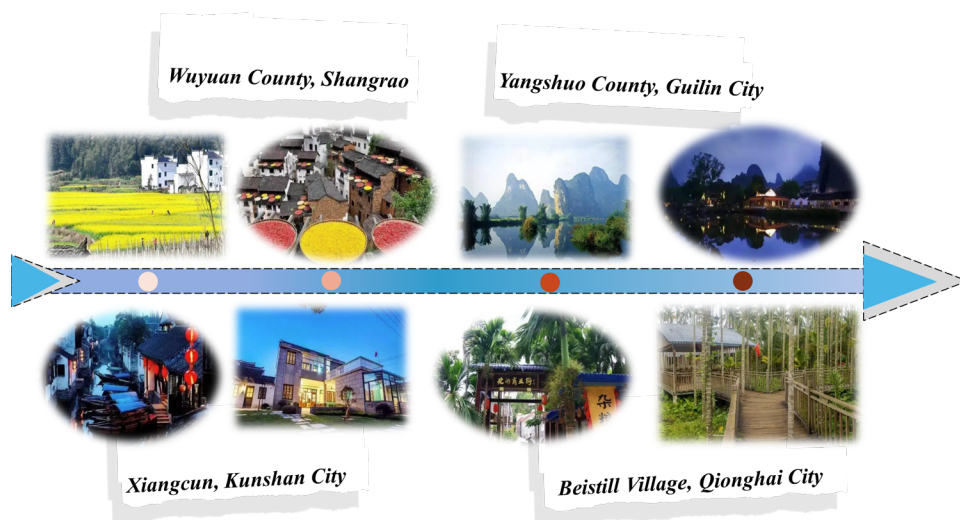 Wuyuan County, Shangrao
Yangshuo County, Guilin City
Xiangcun, Kunshan City
Beistill Village, Qionghai City